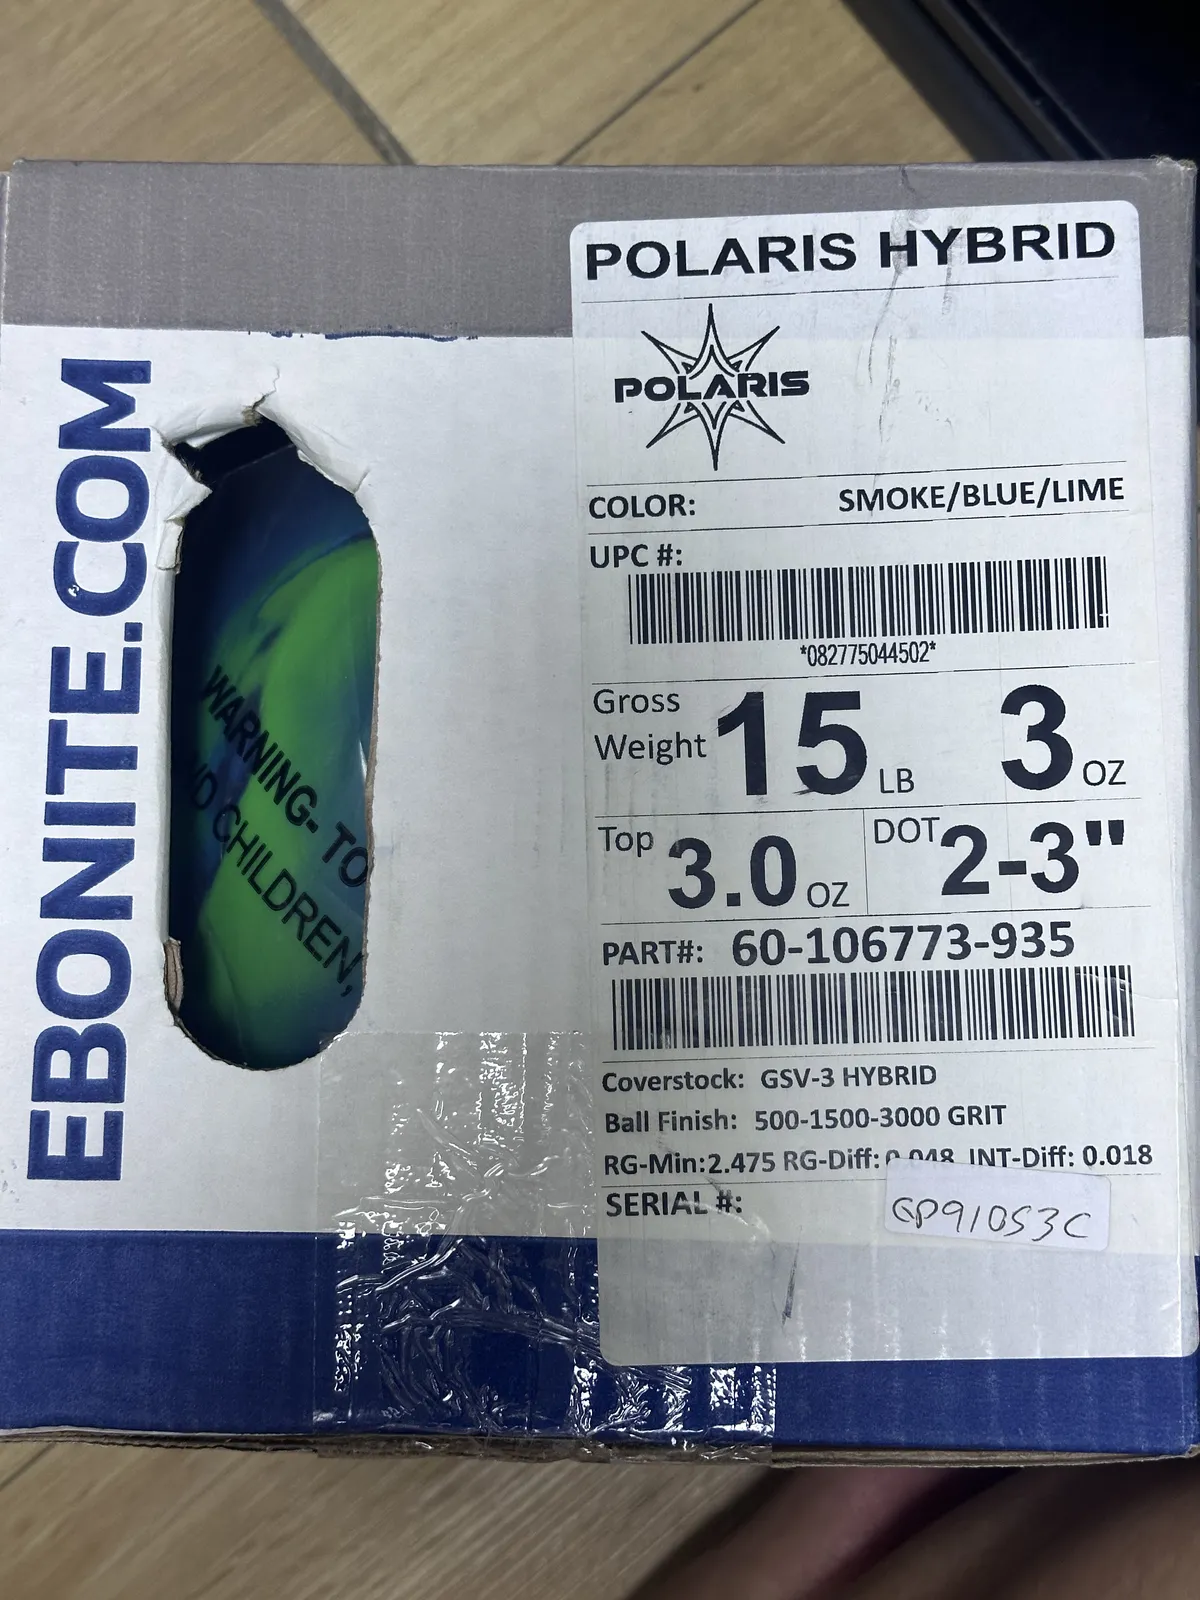 EBONITE.COM
WARNING- TO
CHILDREN,
POLARIS HYBRID
POLARIS
COLOR: SMOKE/BLUE/LIME
UPC #:
*082775044502*
Gross Weight 15 LB 3 OZ
Top 3.0 OZ DOT 2-3"
PART#: 60-106773-935
Coverstock: GSV-3 HYBRID
Ball Finish: 500-1500-3000 GRIT
RG-Min:2.475 RG-Diff: 0.048 INT-Diff: 0.018
SERIAL #: GP91053C